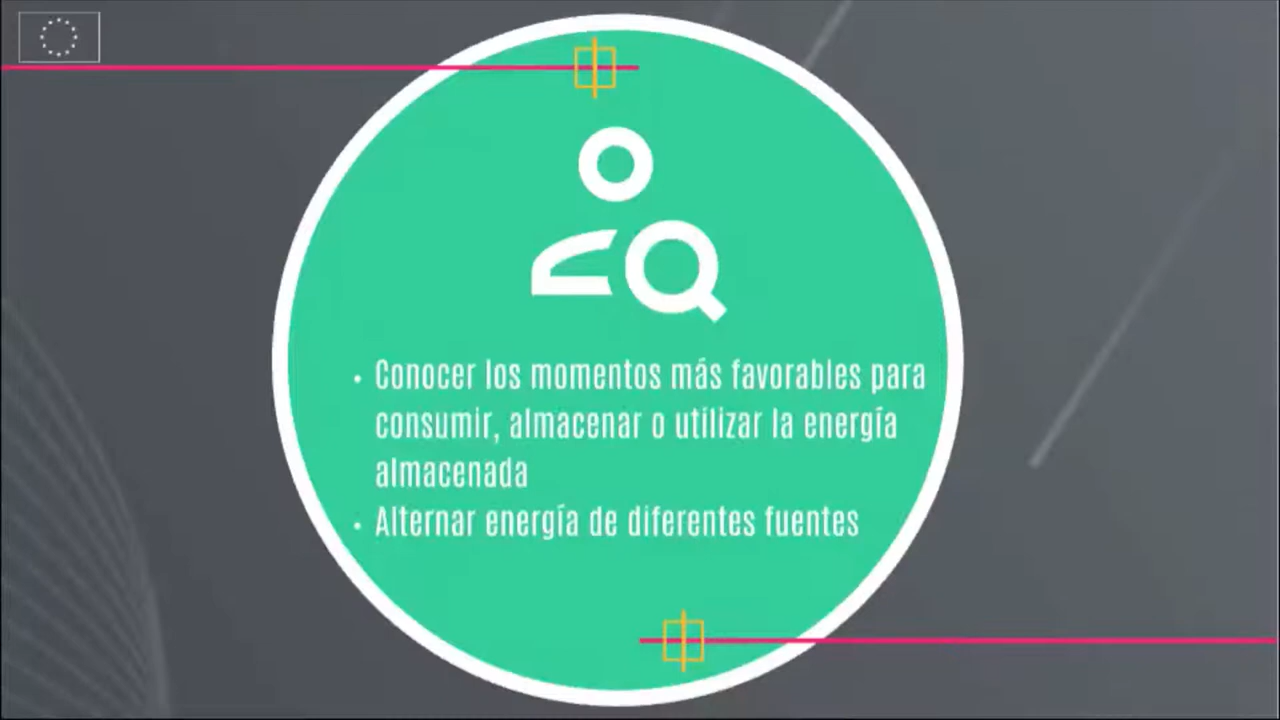 • Conocer los momentos más favorables para
consumir, almacenar o utilizar la energía
almacenada
• Alternar energía de diferentes fuentes